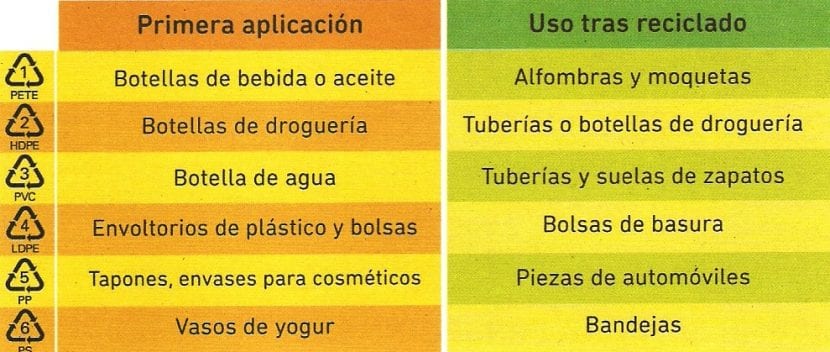 Primera aplicación Uso tras reciclado
1 PETE Botellas de bebida o aceite Alfombras y moquetas
2 HDPE Botellas de droguería Tuberías o botellas de droguería
3 PVC Botella de agua Tuberías y suelas de zapatos
4 LDPE Envoltorios de plástico y bolsas Bolsas de basura
5 PP Tapones, envases para cosméticos Piezas de automóviles
6 PS Vasos de yogur Bandejas